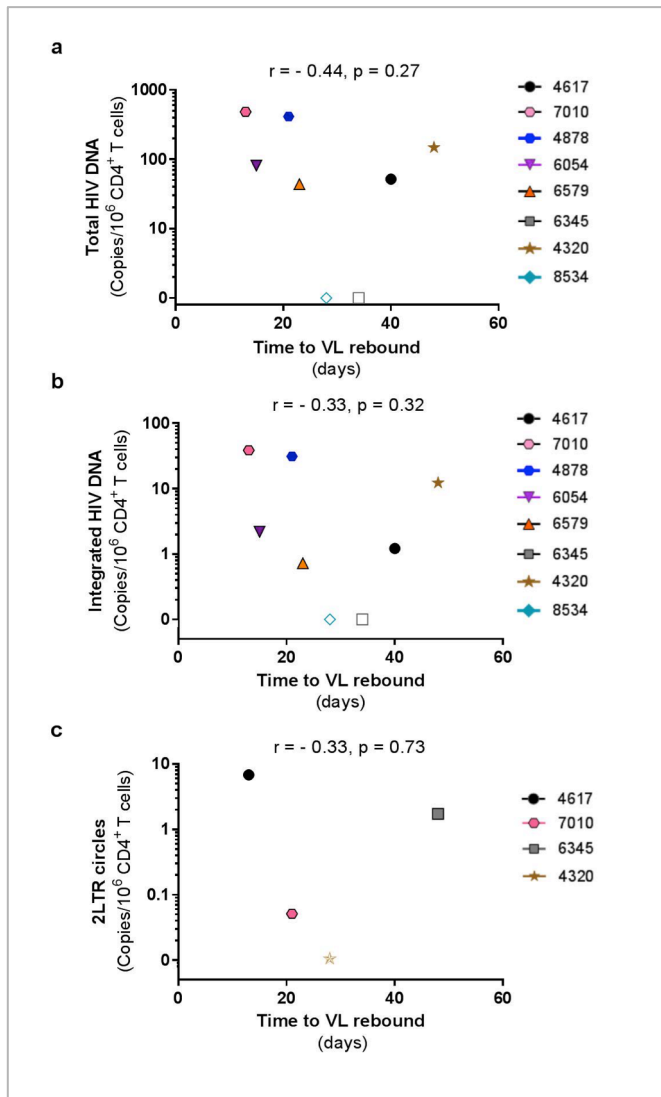 a
r = - 0.44, p = 0.27
Total HIV DNA
(Copies/10⁶ CD4⁺ T cells)
1000
100
10
0
0 20 40 60
Time to VL rebound
(days)
4617
7010
4878
6054
6579
6345
4320
8534
b
r = - 0.33, p = 0.32
Integrated HIV DNA
(Copies/10⁶ CD4⁺ T cells)
100
10
1
0
0 20 40 60
Time to VL rebound
(days)
4617
7010
4878
6054
6579
6345
4320
8534
c
r = - 0.33, p = 0.73
2LTR circles
(Copies/10⁶ CD4⁺ T cells)
10
1
0.1
0
0 20 40 60
Time to VL rebound
(days)
4617
7010
6345
4320